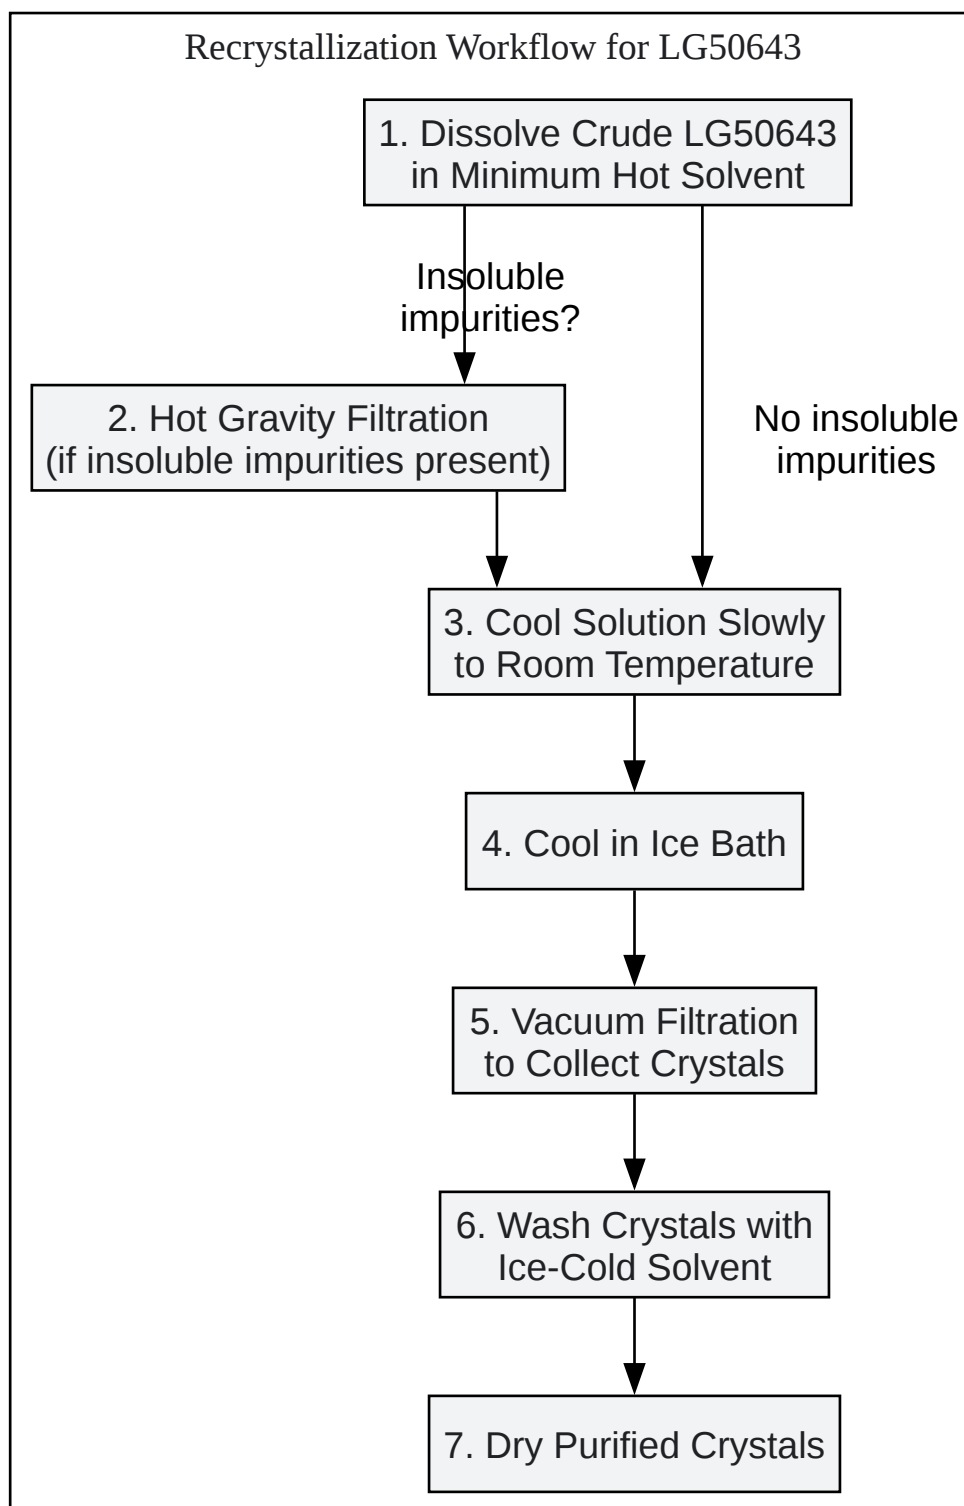 Recrystallization Workflow for LG50643
1. Dissolve Crude LG50643
in Minimum Hot Solvent
Insoluble
impurities?
2. Hot Gravity Filtration
(if insoluble impurities present)
No insoluble
impurities
3. Cool Solution Slowly
to Room Temperature
4. Cool in Ice Bath
5. Vacuum Filtration
to Collect Crystals
6. Wash Crystals with
Ice-Cold Solvent
7. Dry Purified Crystals